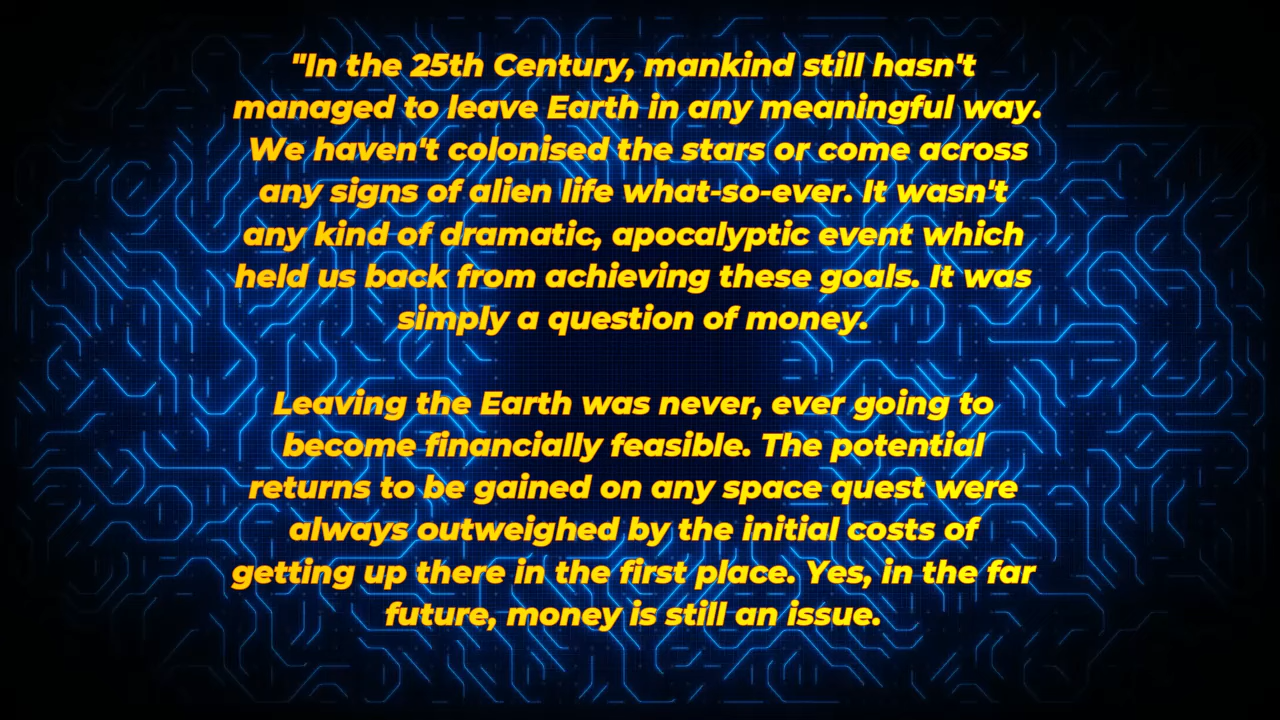 "In the 25th Century, mankind still hasn't
managed to leave Earth in any meaningful way.
We haven't colonised the stars or come across
any signs of alien life what-so-ever. It wasn't
any kind of dramatic, apocalyptic event which
held us back from achieving these goals. It was
simply a question of money.
Leaving the Earth was never, ever going to
become financially feasible. The potential
returns to be gained on any space quest were
always outweighed by the initial costs of
getting up there in the first place. Yes, in the far
future, money is still an issue.